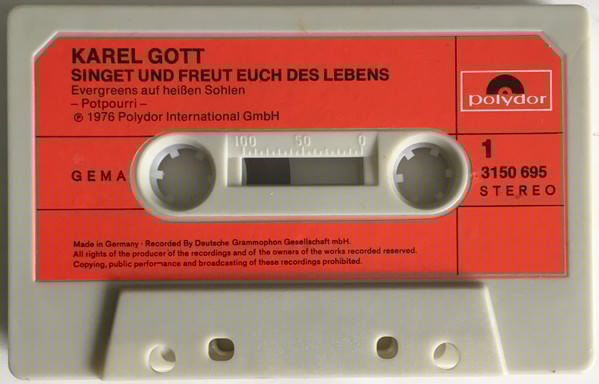 KAREL GOTT
SINGET UND FREUT EUCH DES LEBENS
Evergreens auf heißen Sohlen
– Potpourri –
℗ 1976 Polydor International GmbH
polydor
100 50 0
1
GEMA
3150 695
STEREO
Made in Germany · Recorded By Deutsche Grammophon Gesellschaft mbH.
All rights of the producer of the recordings and of the owners of the works recorded reserved.
Copying, public performance and broadcasting of these recordings prohibited.